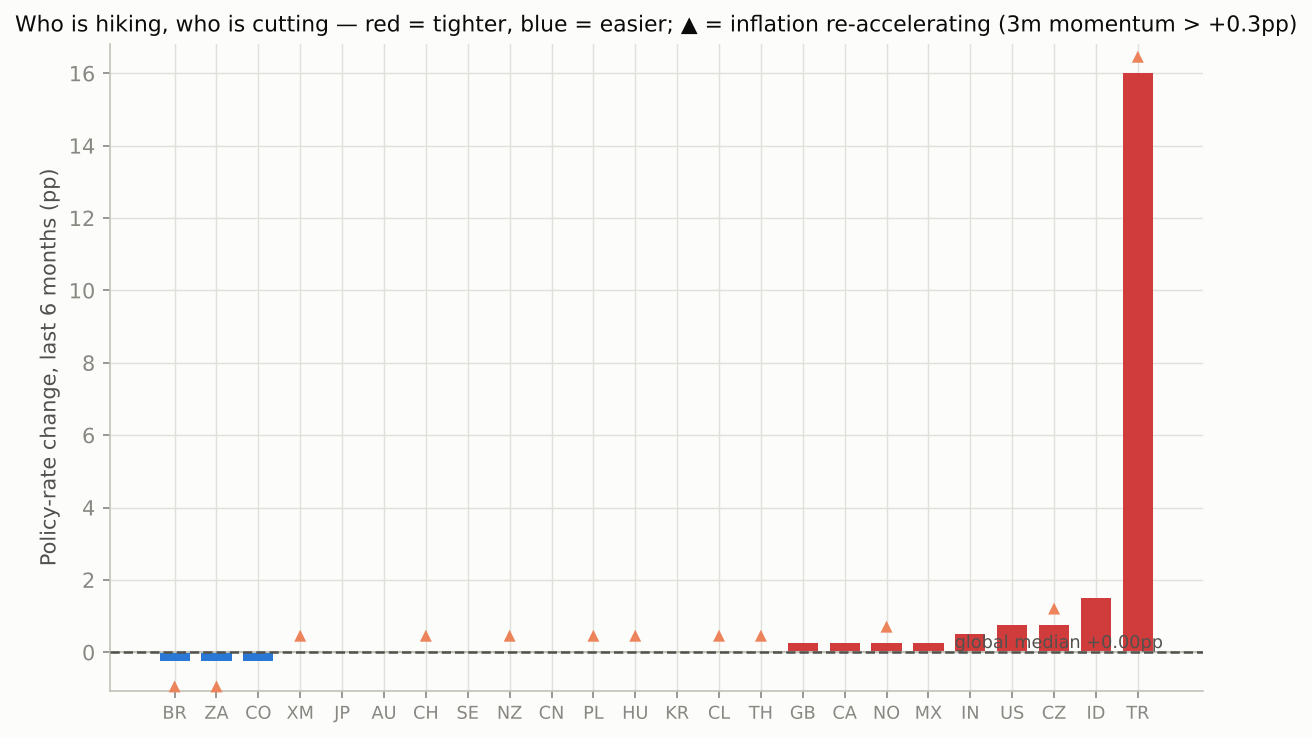 Who is hiking, who is cutting — red = tighter, blue = easier; ▲ = inflation re-accelerating (3m momentum > +0.3pp)
Policy-rate change, last 6 months (pp)
16
14
12
10
8
6
4
2
0
global median +0.00pp
BR ZA CO XM JP AU CH SE NZ CN PL HU KR CL TH GB CA NO MX IN US CZ ID TR